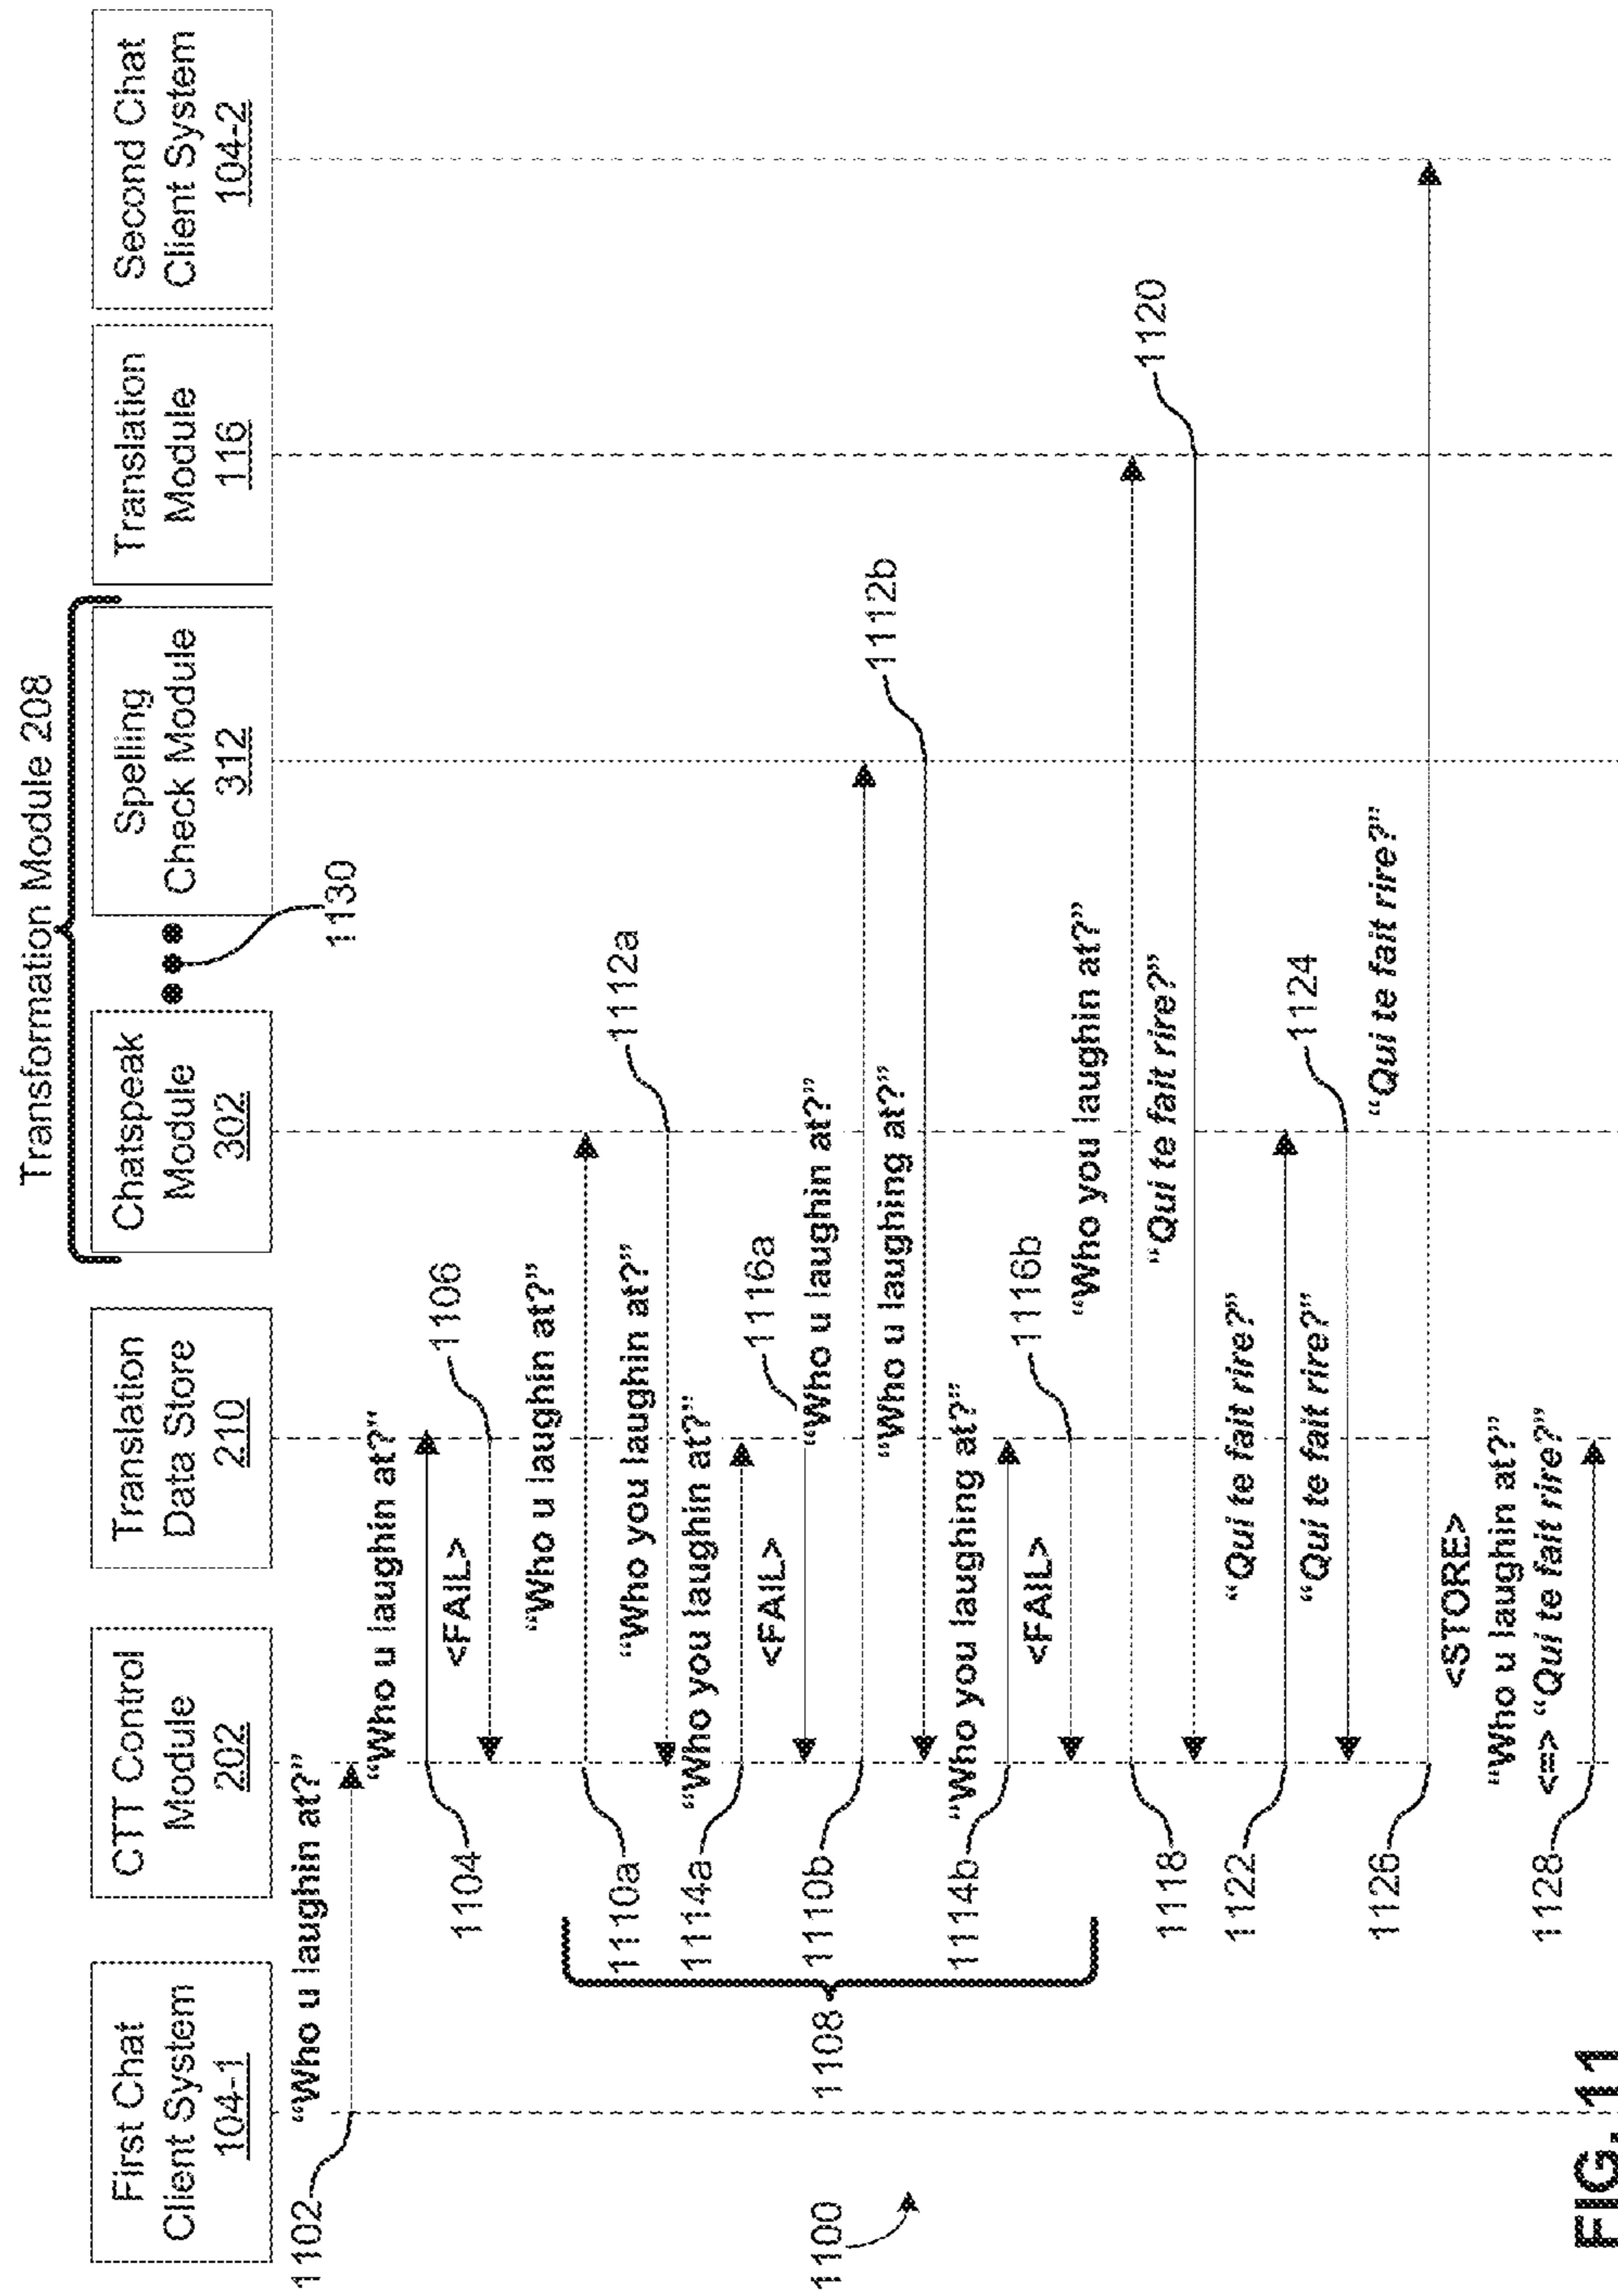 Transformation Module 208
First Chat
Client System
104-1
CTT Control
Module
202
Translation
Data Store
210
Chatspeak
Module
302
Spelling
Check Module
312
Translation
Module
116
Second Chat
Client System
104-2
1130
1102
“Who u laughin at?”
“Who u laughin at?”
1104
1106
<FAIL>
“Who u laughin at?”
1110a
1112a
“Who you laughin at?”
“Who you laughin at?”
1114a
1116a
<FAIL>
“Who u laughin at?”
1110b
1112b
“Who u laughing at?”
“Who you laughing at?”
1114b
1116b
<FAIL>
1108
“Who you laughin at?”
1118
1120
“Qui te fait rire?”
“Qui te fait rire?”
1122
“Qui te fait rire?”
1124
“Qui te fait rire?”
1126
<STORE>
“Who u laughin at?”
<=> “Qui te fait rire?”
1128
1100
FIG. 11